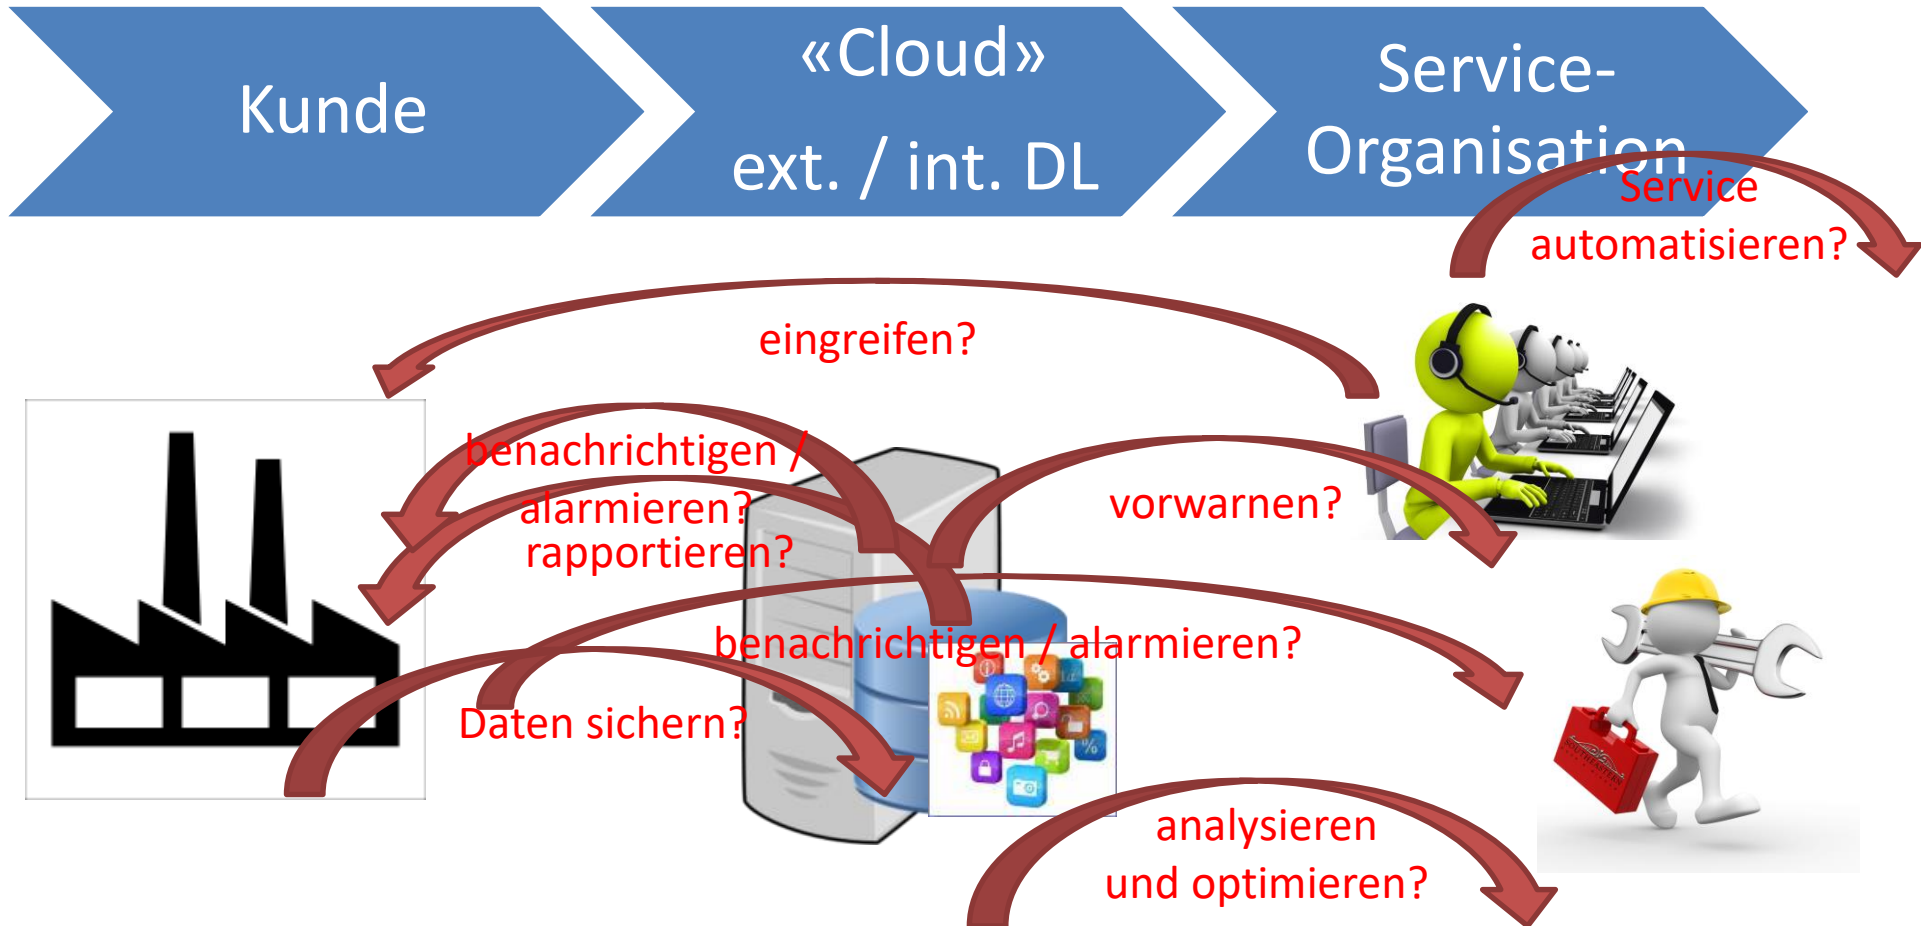 Kunde
«Cloud»
ext. / int. DL
Service-
Organisation
Service
automatisieren?
eingreifen?
benachrichtigen /
alarmieren?
rapportieren?
vorwarnen?
benachrichtigen / alarmieren?
Daten sichern?
analysieren
und optimieren?
SOUTHEASTERN
%